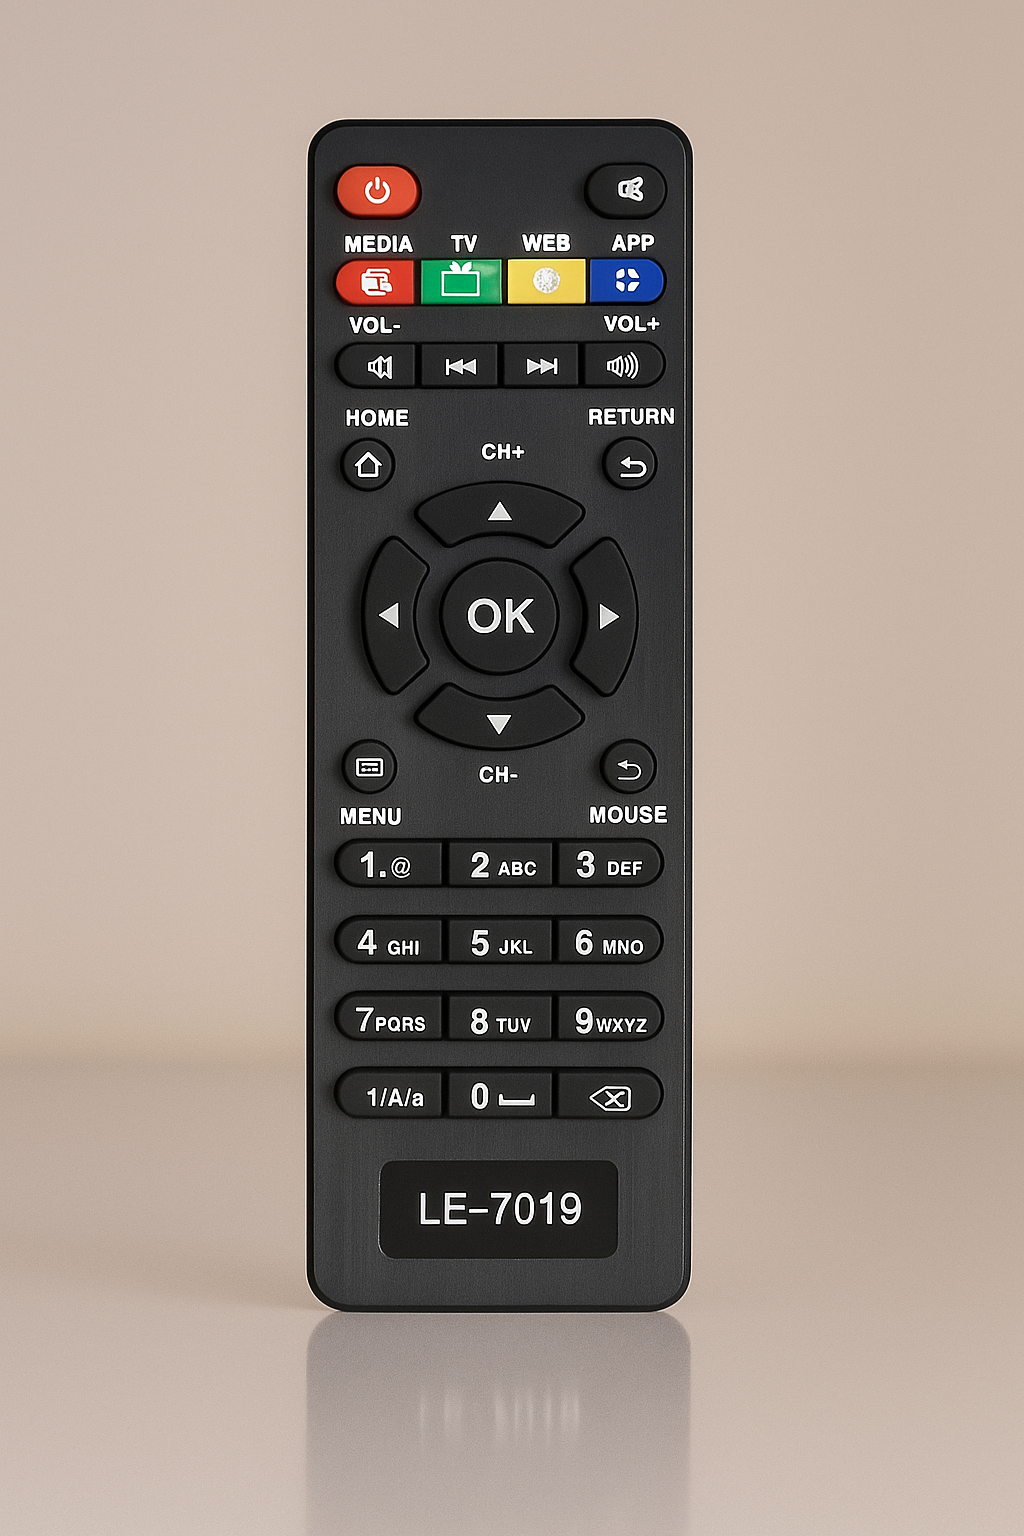 MEDIA TV WEB APP
VOL- VOL+
HOME RETURN
CH+
OK
CH-
MENU MOUSE
1.@ 2 ABC 3 DEF
4 GHI 5 JKL 6 MNO
7PQRS 8 TUV 9WXYZ
1/A/a 0
LE-7019